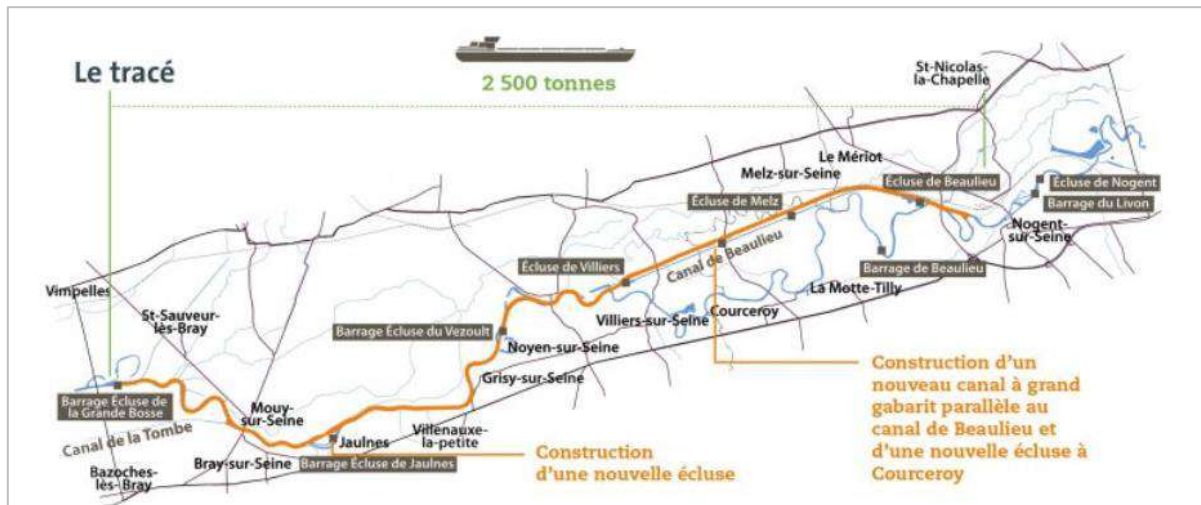 Le tracé
2 500 tonnes
St-Nicolas-
la-Chapelle
Le Mériot
Melz-sur-Seine
Écluse de Beaulieu
Écluse de Nogent
Barrage du Livon
Écluse de Melz
Nogent-
sur-Seine
Canal de Beaulieu
Barrage de Beaulieu
Écluse de Villiers
La Motte-Tilly
Vimpelles
St-Sauveur-
lès-Bray
Villiers-sur-Seine
Courceroy
Barrage Écluse du Vezoult
Noyen-sur-Seine
Grisy-sur-Seine
Barrage Écluse de
la Grande Bosse
Mouy-
sur-Seine
Canal de la Tombe
Jaulnes
Villenauxe-
la-petite
Bray-sur-Seine
Barrage Écluse de Jaulnes
Bazoches-
lès- Bray
Construction
d'une nouvelle écluse
Construction d'un
nouveau canal à grand
gabarit parallèle au
canal de Beaulieu et
d'une nouvelle écluse à
Courceroy